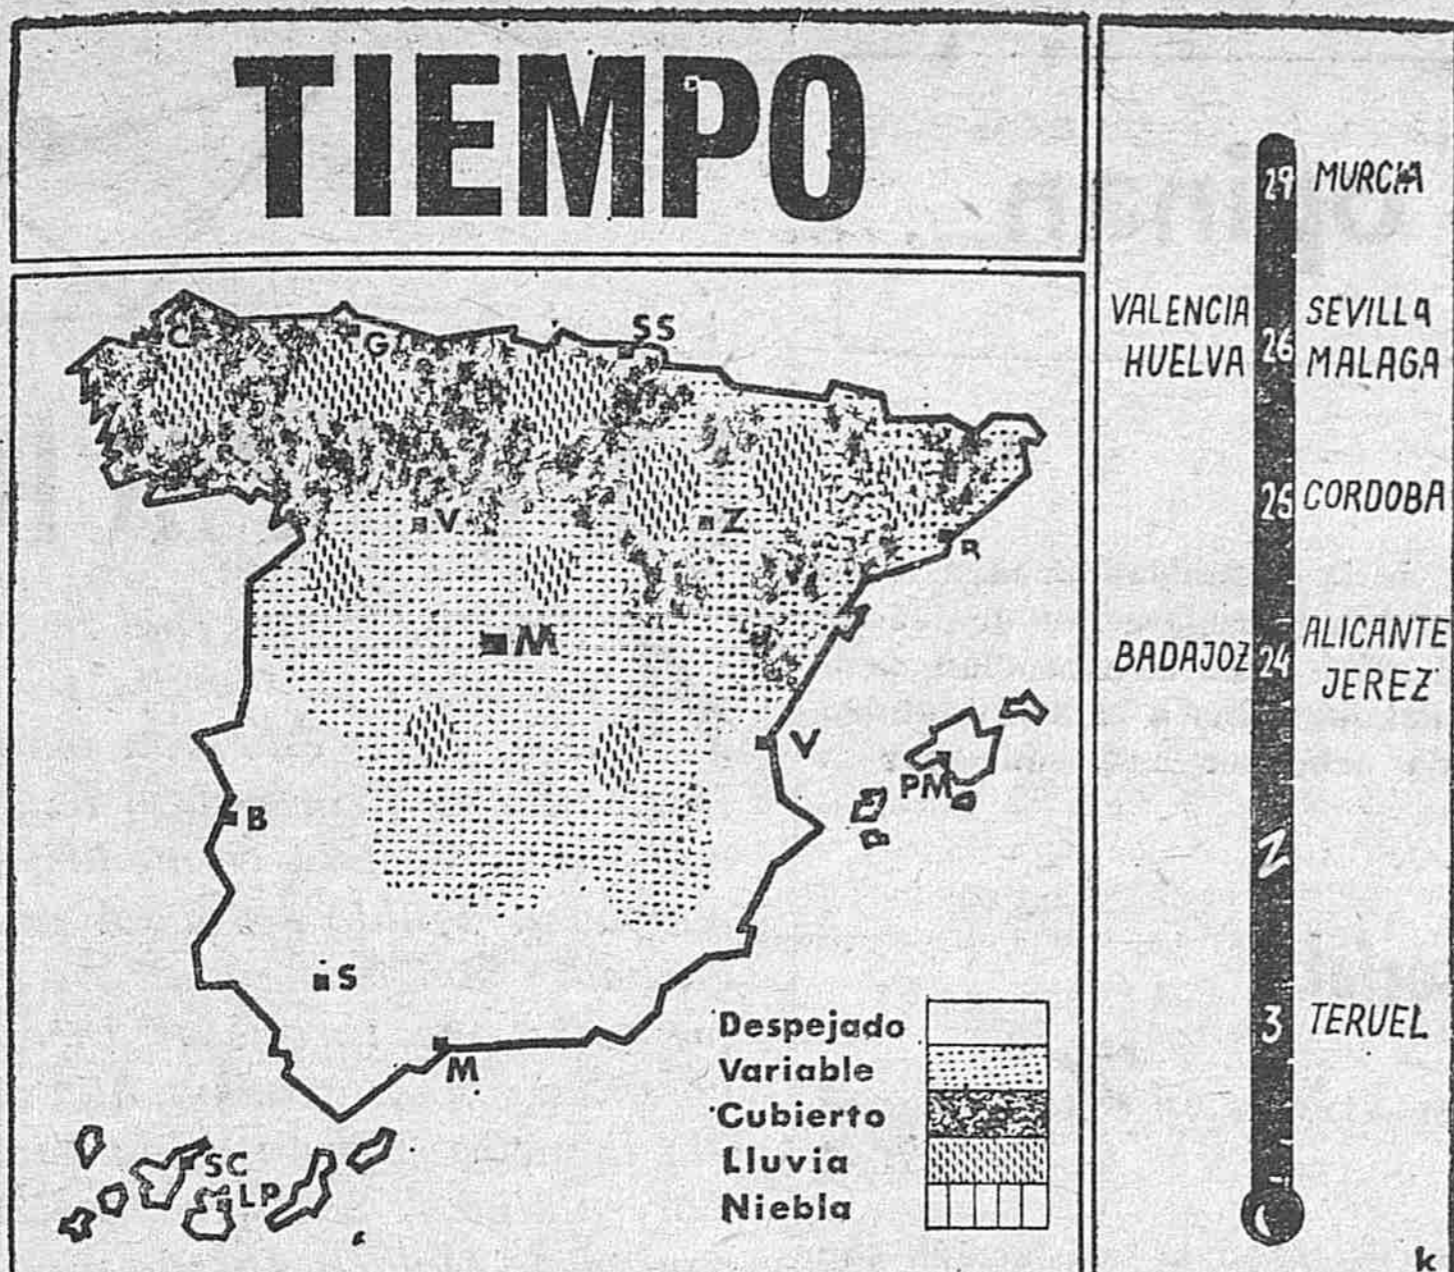 TIEMPO
C
G
SS
V
Z
M
V
PM
B
S
M
SC
LP
Despejado
Variable
Cubierto
Lluvia
Niebla
29 MURCIA
VALENCIA SEVILLA
HUELVA 26 MALAGA
25 CORDOBA
BADAJOZ 24 ALICANTE
JEREZ
3 TERUEL
k